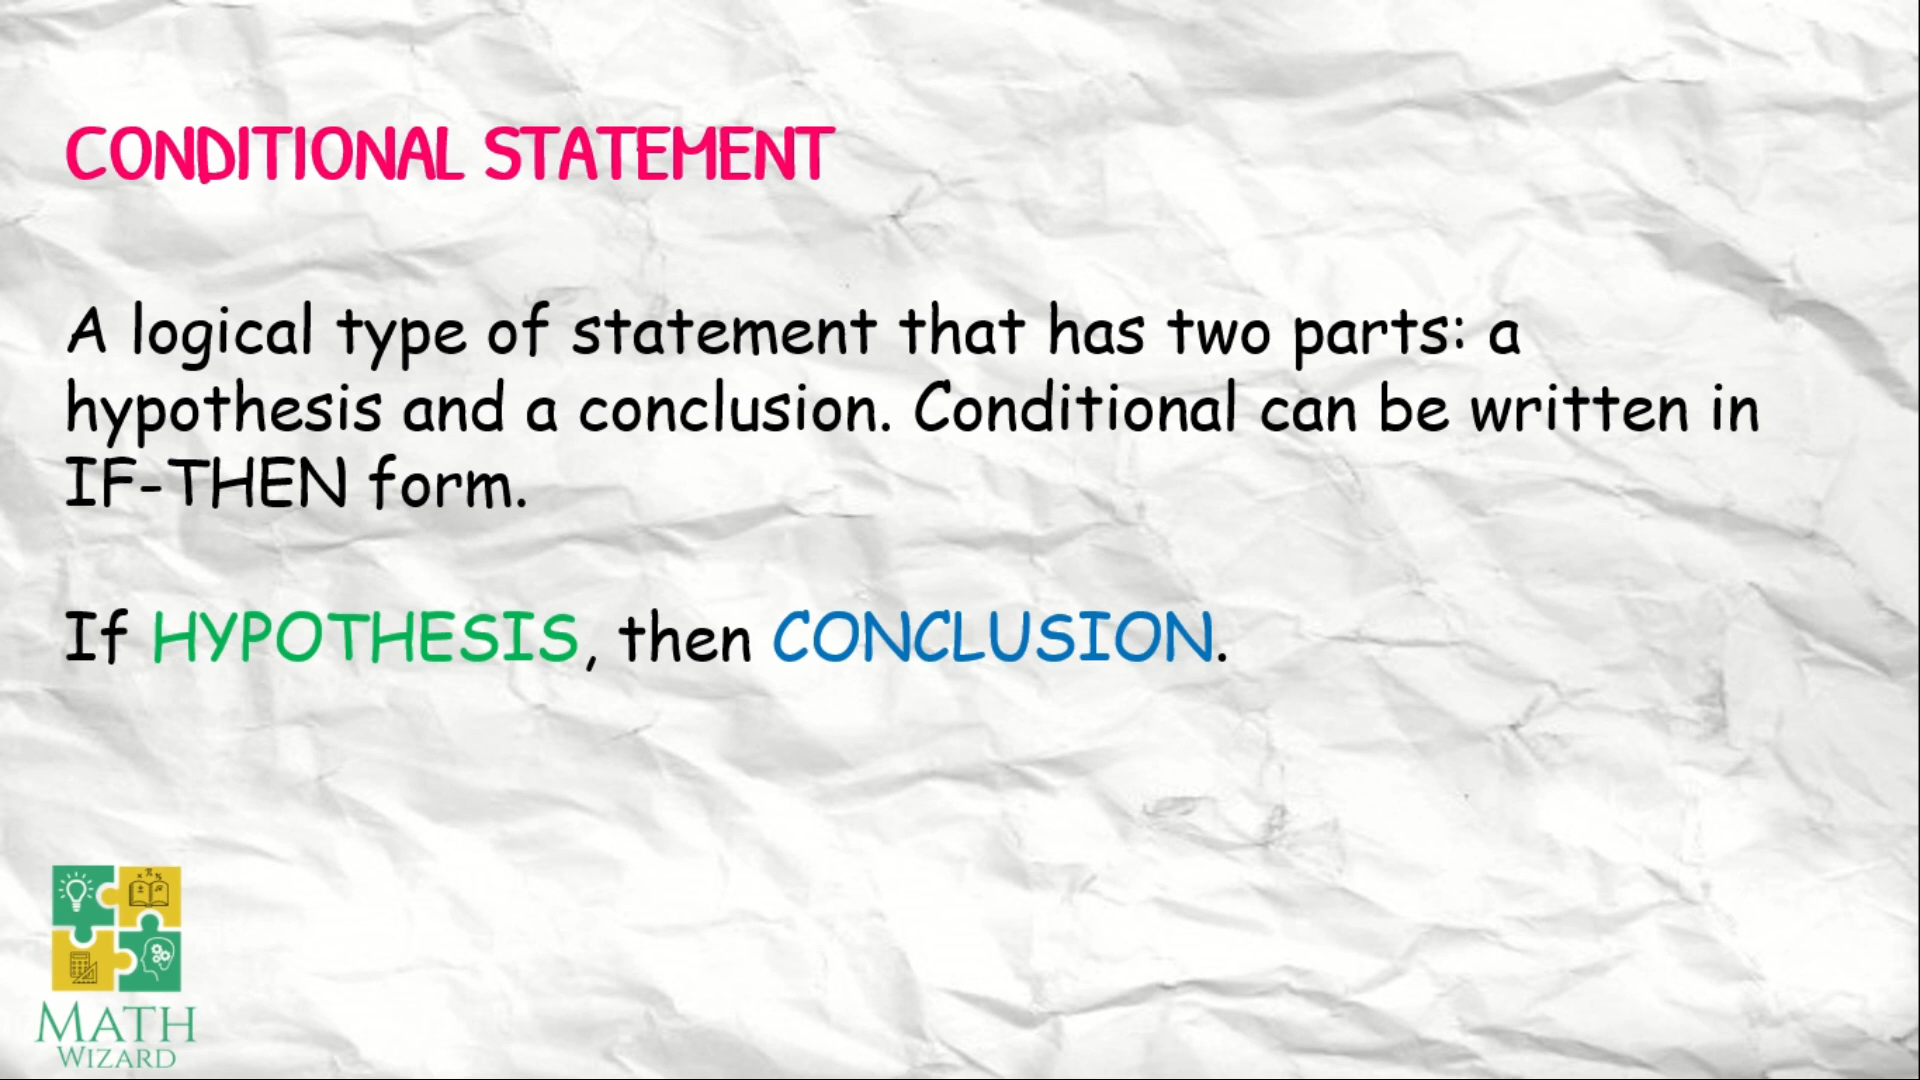 CONDITIONAL STATEMENT
A logical type of statement that has two parts: a
hypothesis and a conclusion. Conditional can be written in
IF-THEN form.
If HYPOTHESIS, then CONCLUSION.
MATH
WIZARD